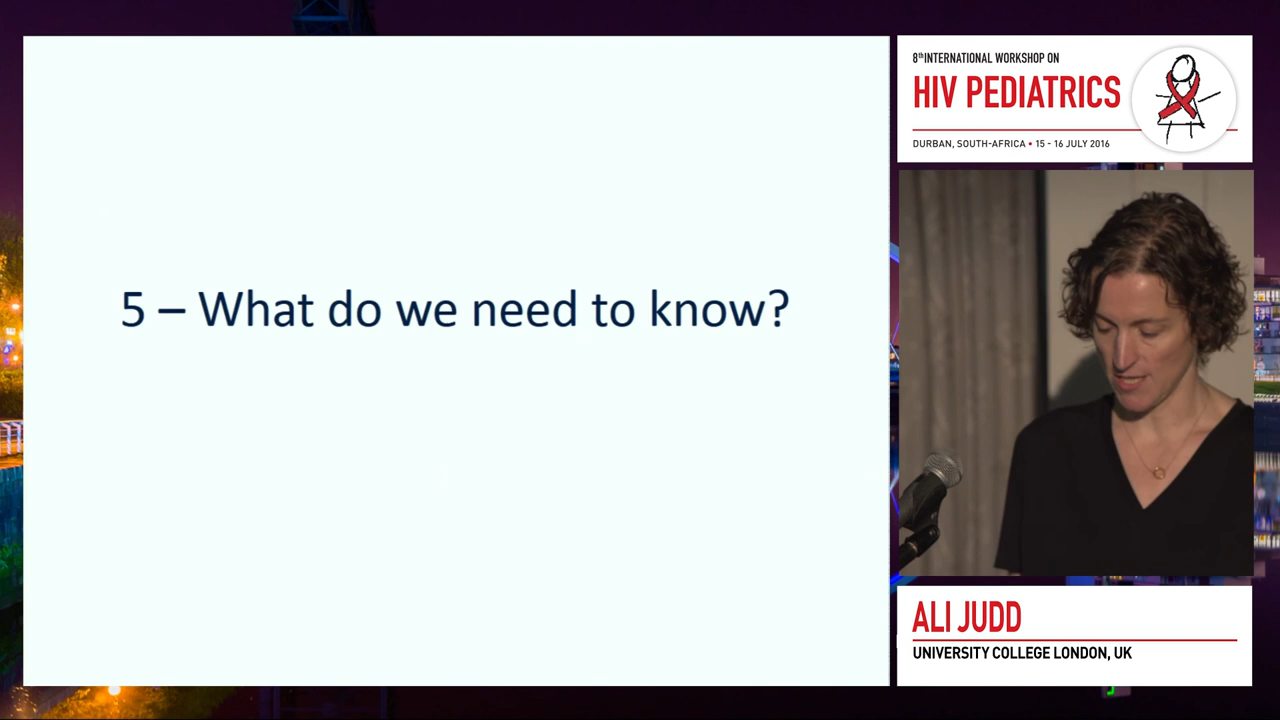 5 – What do we need to know?
8th INTERNATIONAL WORKSHOP ON
HIV PEDIATRICS
DURBAN, SOUTH-AFRICA • 15 - 16 JULY 2016
ALI JUDD
UNIVERSITY COLLEGE LONDON, UK